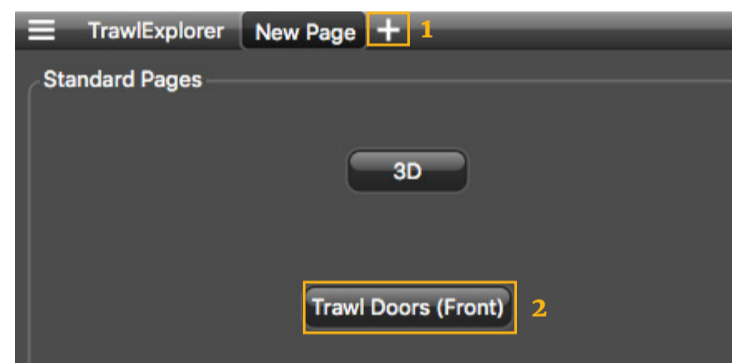 TrawlExplorer New Page + 1
Standard Pages
3D
Trawl Doors (Front) 2